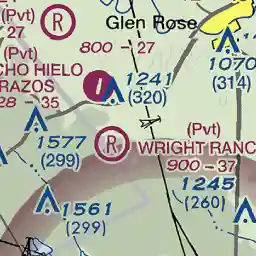 (Pvt)
27
R
Glen Rose
800 - 27
(Pvt)
CHO HIELO
RAZOS
28 - 35
I
1241
(320)
1070
(314)
1577
(299)
R
(Pvt)
WRIGHT RANC
900 - 37
1245
(260)
1561
(299)